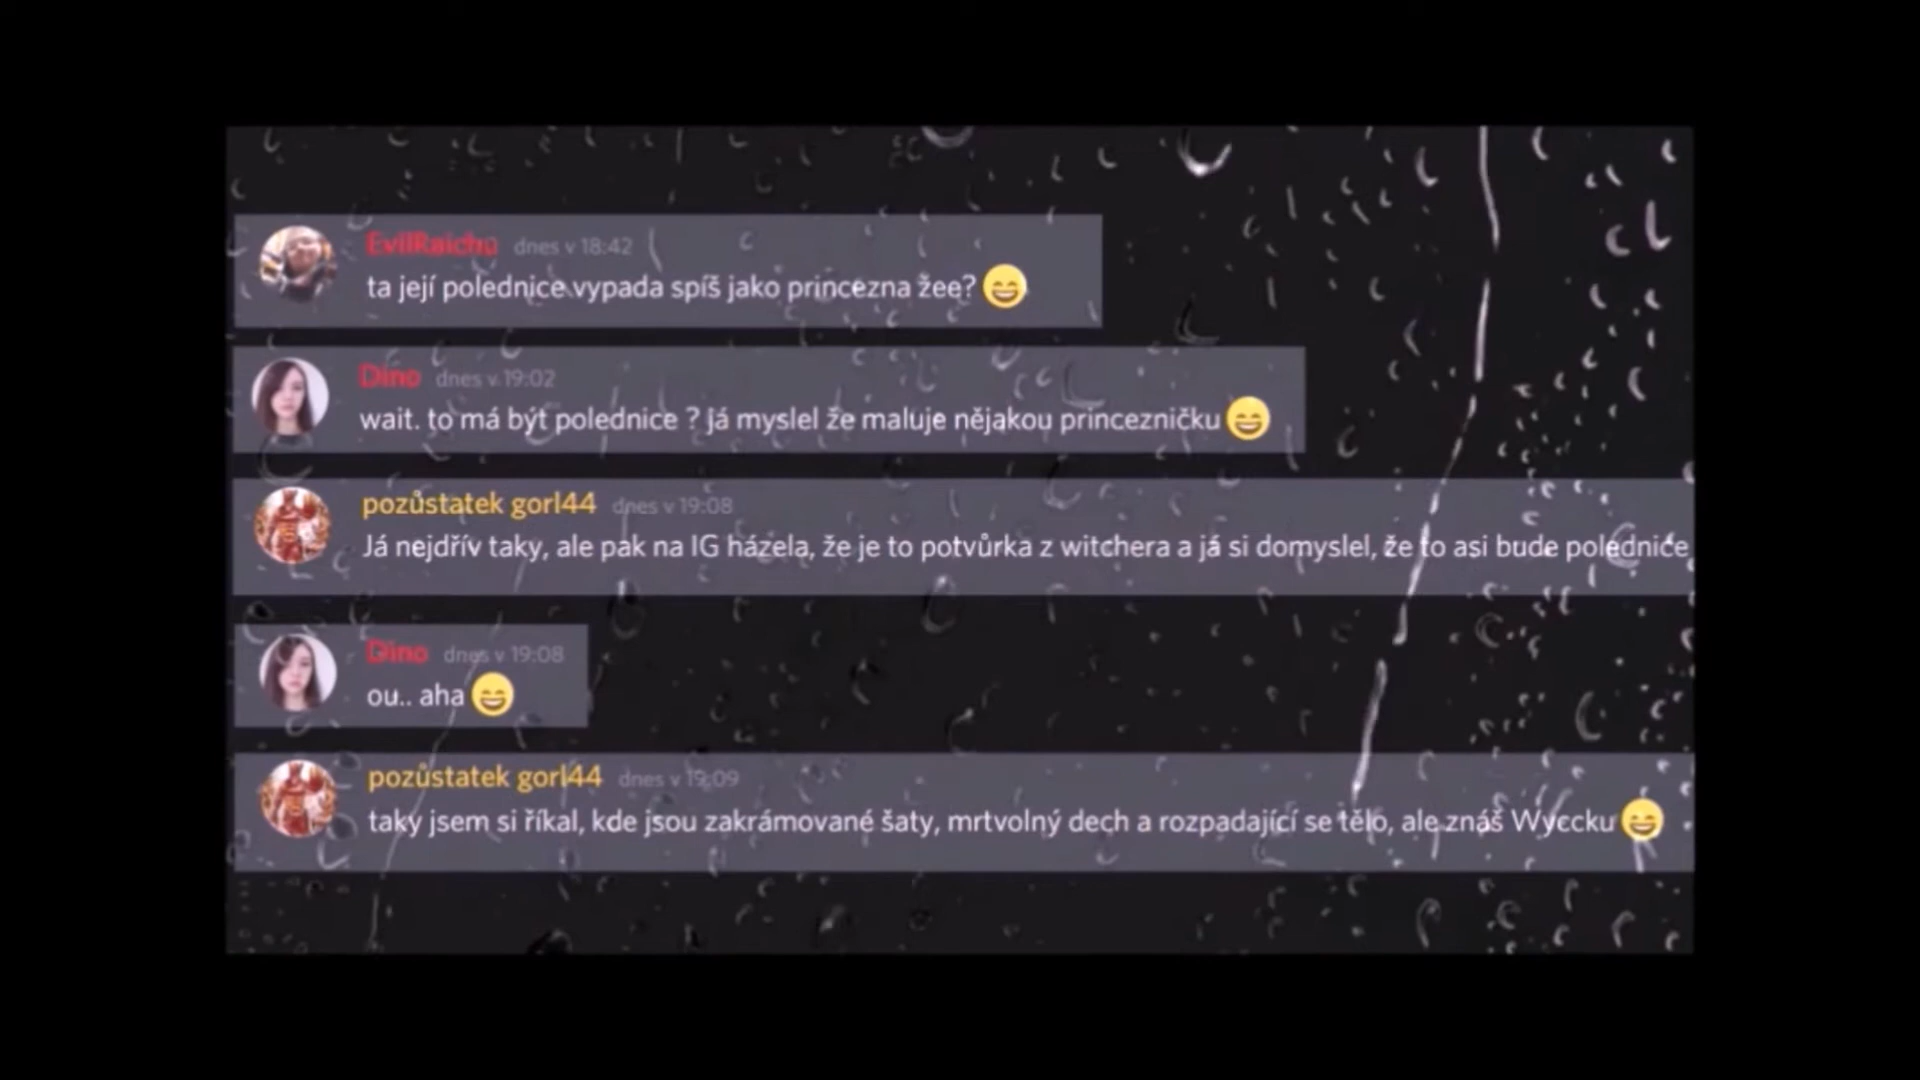 EvilRaichu dnes v 18:42
ta její polednice vypada spíš jako princezna žee?
Dino dnes v 19:02
wait. to má být polednice ? já myslel že maluje nějakou princezničku
pozůstatek gorl44 dnes v 19:08
Já nejdřív taky, ale pak na IG házela, že je to potvůrka z witchera a já si domyslel, že to asi bude polednice
Dino dnes v 19:08
ou.. aha
pozůstatek gorl44 dnes v 19:09
taky jsem si říkal, kde jsou zakrámované šaty, mrtvolný dech a rozpadající se tělo, ale znáš Wyccku